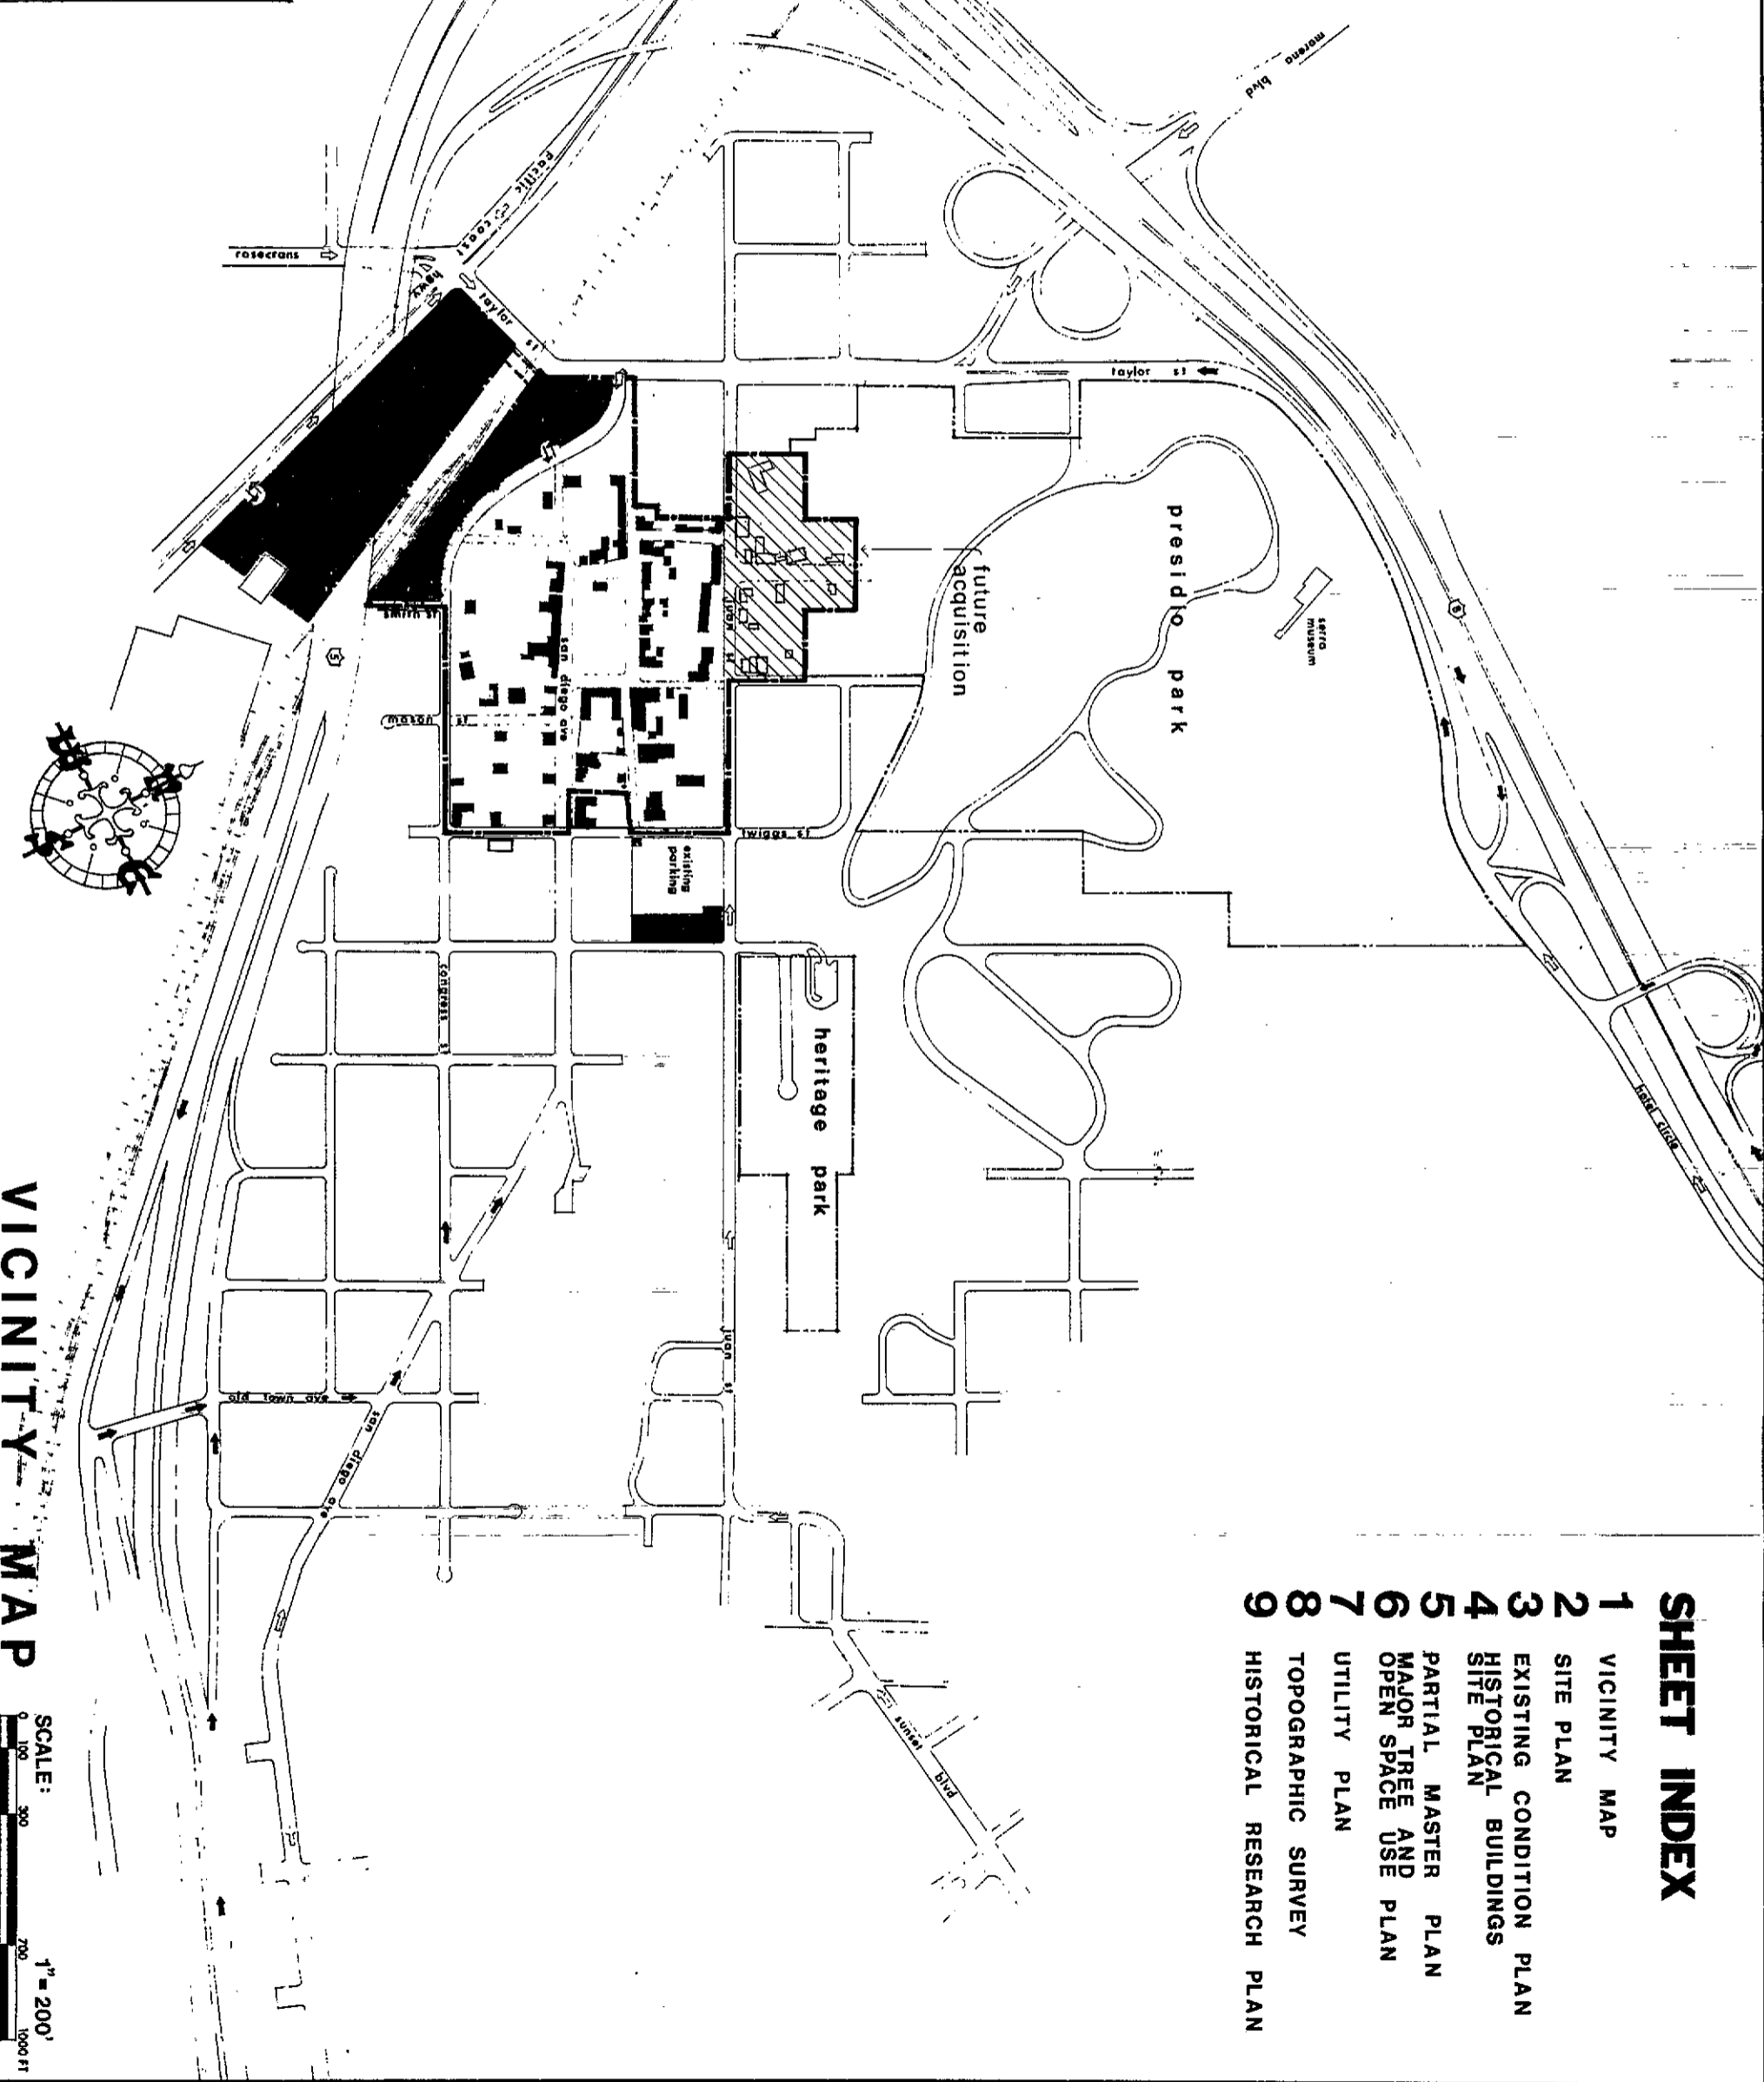 SHEET INDEX
1 VICINITY MAP
2 SITE PLAN
3 EXISTING CONDITION PLAN
4 HISTORICAL BUILDINGS
SITE PLAN
5 PARTIAL MASTER PLAN
6 MAJOR TREE AND
OPEN SPACE USE PLAN
7 UTILITY PLAN
8 TOPOGRAPHIC SURVEY
9 HISTORICAL RESEARCH PLAN
morena blvd
8
serra
museum
presidio park
hotel circle
taylor st
future
acquisition
heritage park
sunset blvd
juan st
juan st
twiggs st
existing
parking
pacific coast
hgwy
taylor st
rosecrans
san diego ave
smith st
mason st
congress st
5
old town ave
san diego ave
VICINITY MAP
SCALE: 1" = 200'
0 100 300 700 1000 FT